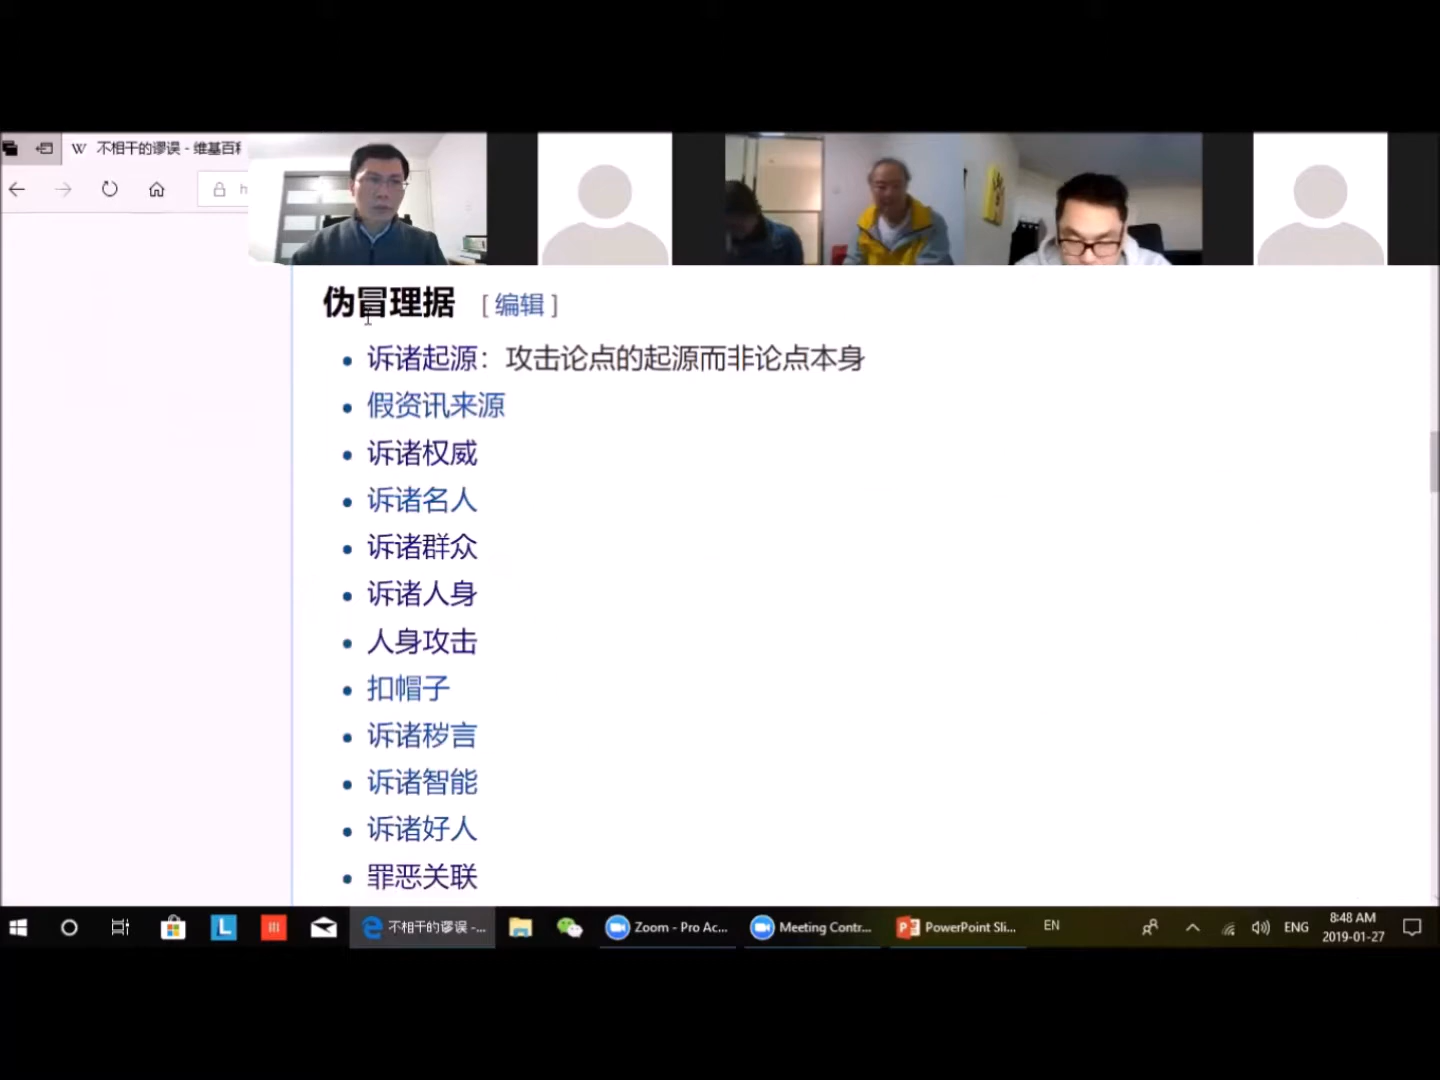 不相干的谬误 - 维基百科
伪冒理据 [ 编辑 ]
诉诸起源：攻击论点的起源而非论点本身
假资讯来源
诉诸权威
诉诸名人
诉诸群众
诉诸人身
人身攻击
扣帽子
诉诸秽言
诉诸智能
诉诸好人
罪恶关联
不相干的谬误 -...
Zoom - Pro Ac...
Meeting Contr...
PowerPoint Sli...
EN
ENG
8:48 AM
2019-01-27